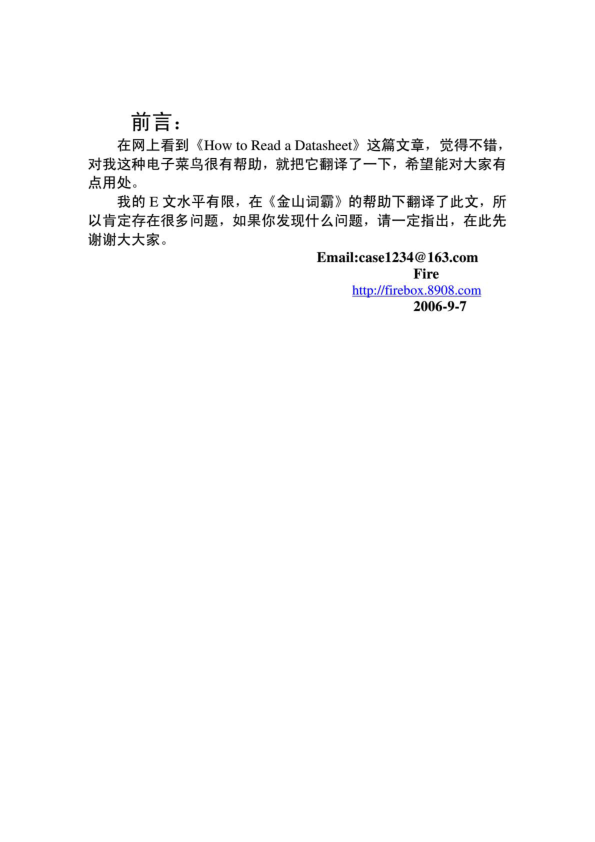 前言：
在网上看到《How to Read a Datasheet》这篇文章，觉得不错，
对我这种电子菜鸟很有帮助，就把它翻译了一下，希望能对大家有
点用处。
我的 E 文水平有限，在《金山词霸》的帮助下翻译了此文，所
以肯定存在很多问题，如果你发现什么问题，请一定指出，在此先
谢谢大大家。
Email:case1234@163.com
Fire
http://firebox.8908.com
2006-9-7